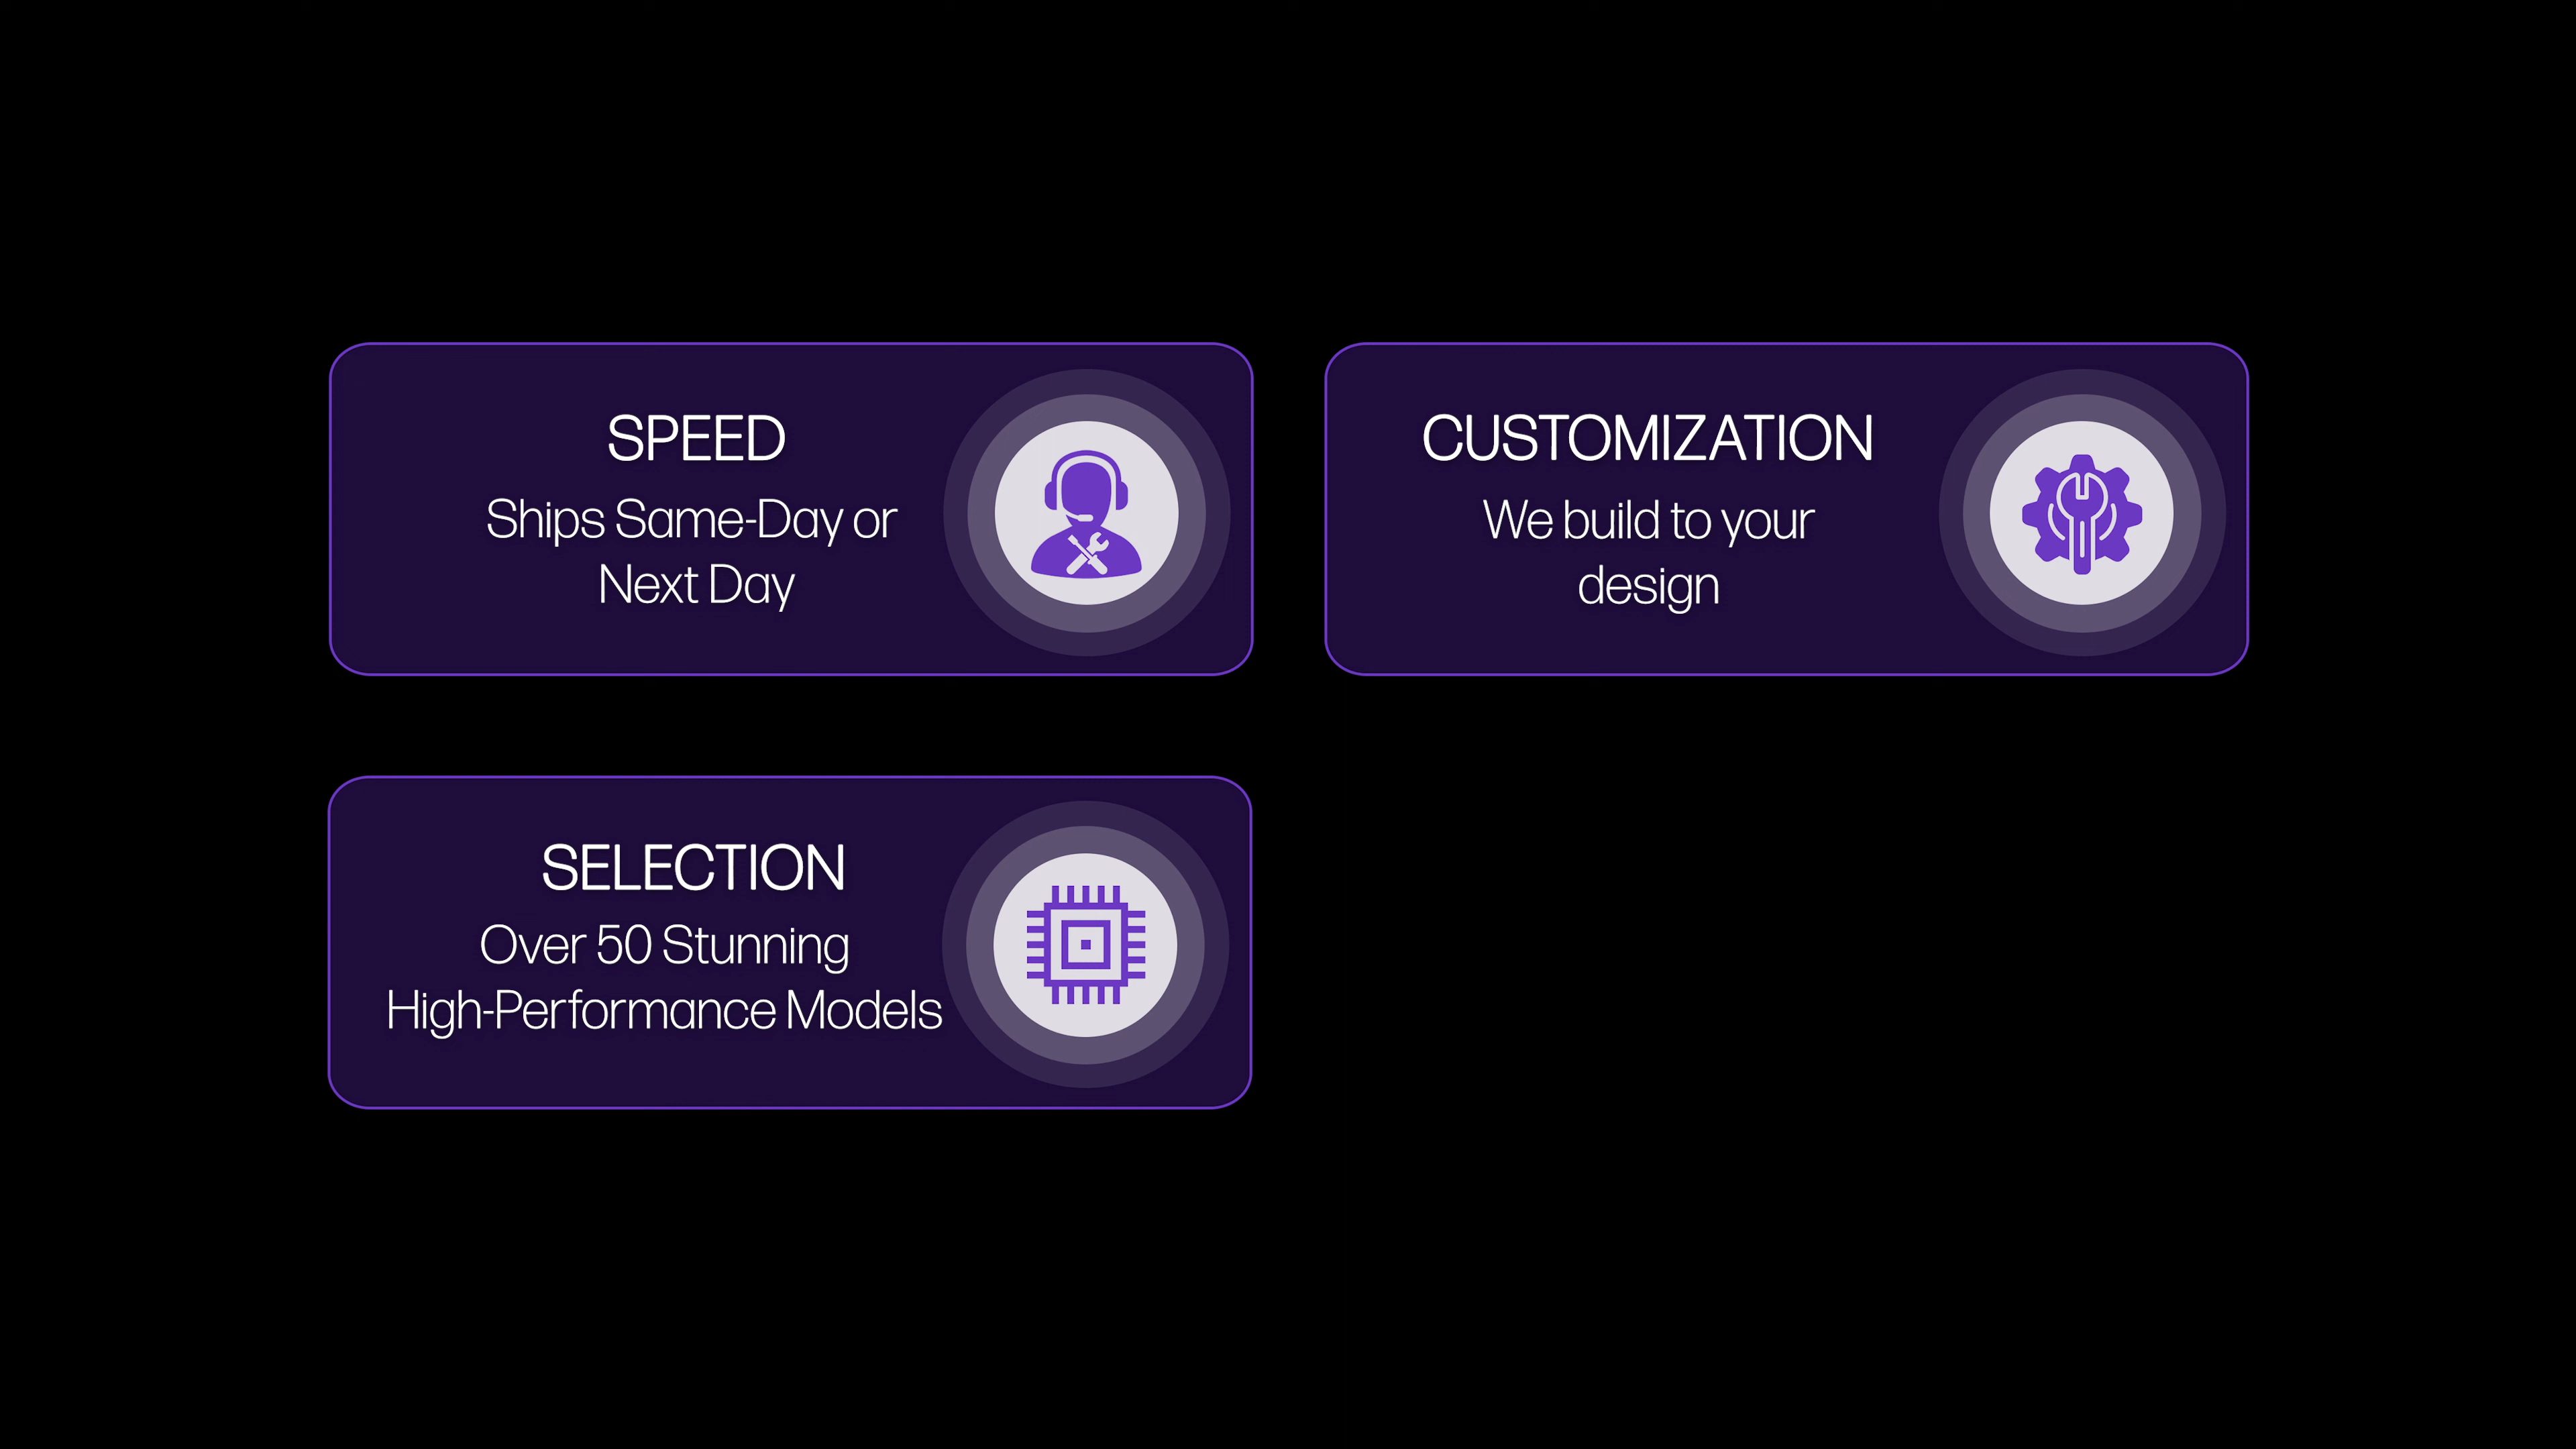 SPEED
Ships Same-Day or
Next Day
CUSTOMIZATION
We build to your
design
SELECTION
Over 50 Stunning
High-Performance Models